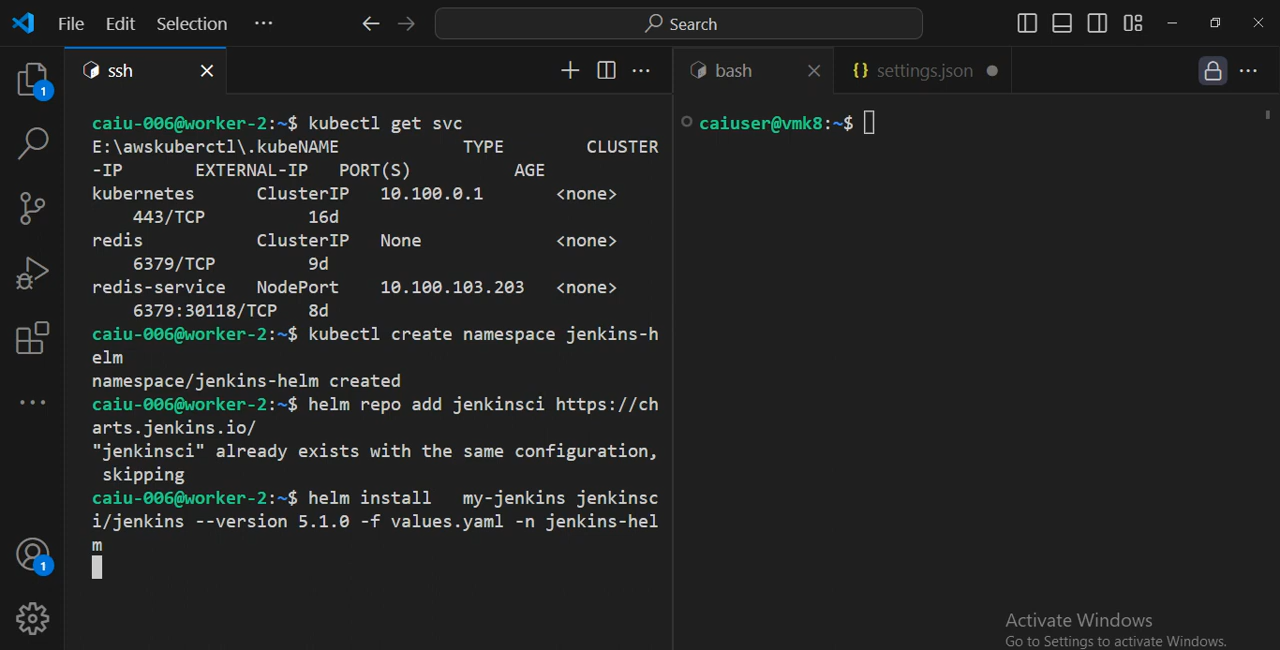 File Edit Selection ··· Search
ssh
bash
{} settings.json
1
caiu-006@worker-2:~$ kubectl get svc
E:\awskuberctl\.kubeNAME TYPE CLUSTER
-IP EXTERNAL-IP PORT(S) AGE
kubernetes ClusterIP 10.100.0.1 <none>
443/TCP 16d
redis ClusterIP None <none>
6379/TCP 9d
redis-service NodePort 10.100.103.203 <none>
6379:30118/TCP 8d
caiu-006@worker-2:~$ kubectl create namespace jenkins-h
elm
namespace/jenkins-helm created
caiu-006@worker-2:~$ helm repo add jenkinsci https://ch
arts.jenkins.io/
"jenkinsci" already exists with the same configuration,
skipping
caiu-006@worker-2:~$ helm install my-jenkins jenkinsc
i/jenkins --version 5.1.0 -f values.yaml -n jenkins-hel
m
1
caiuser@vmk8:~$
Activate Windows
Go to Settings to activate Windows.